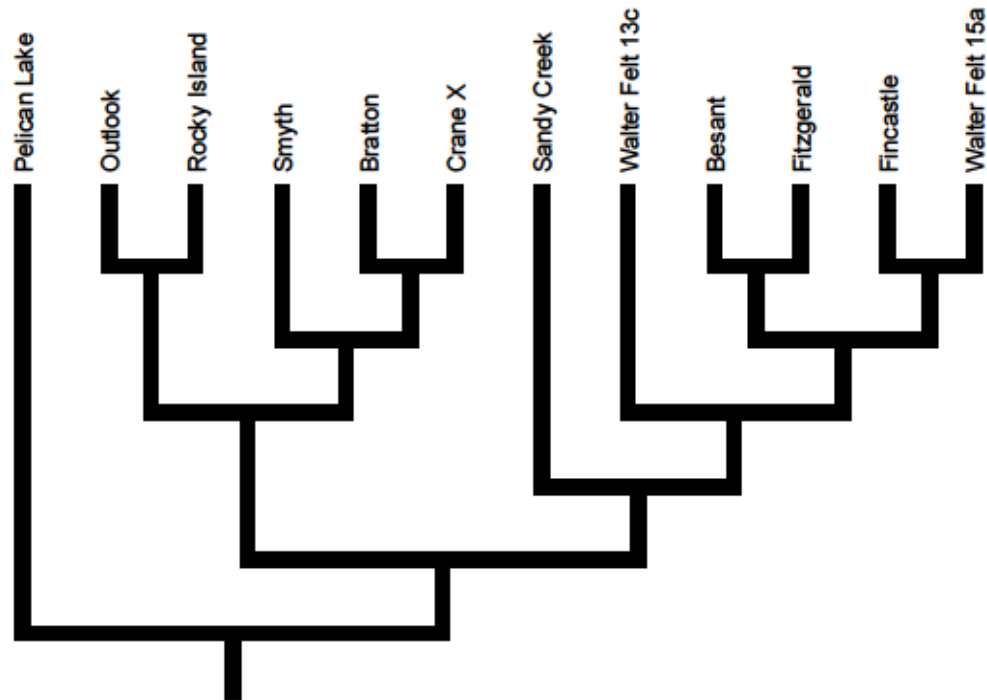 Pelican Lake
Outlook
Rocky Island
Smyth
Bratton
Crane X
Sandy Creek
Walter Felt 13c
Besant
Fitzgerald
Fincastle
Walter Felt 15a